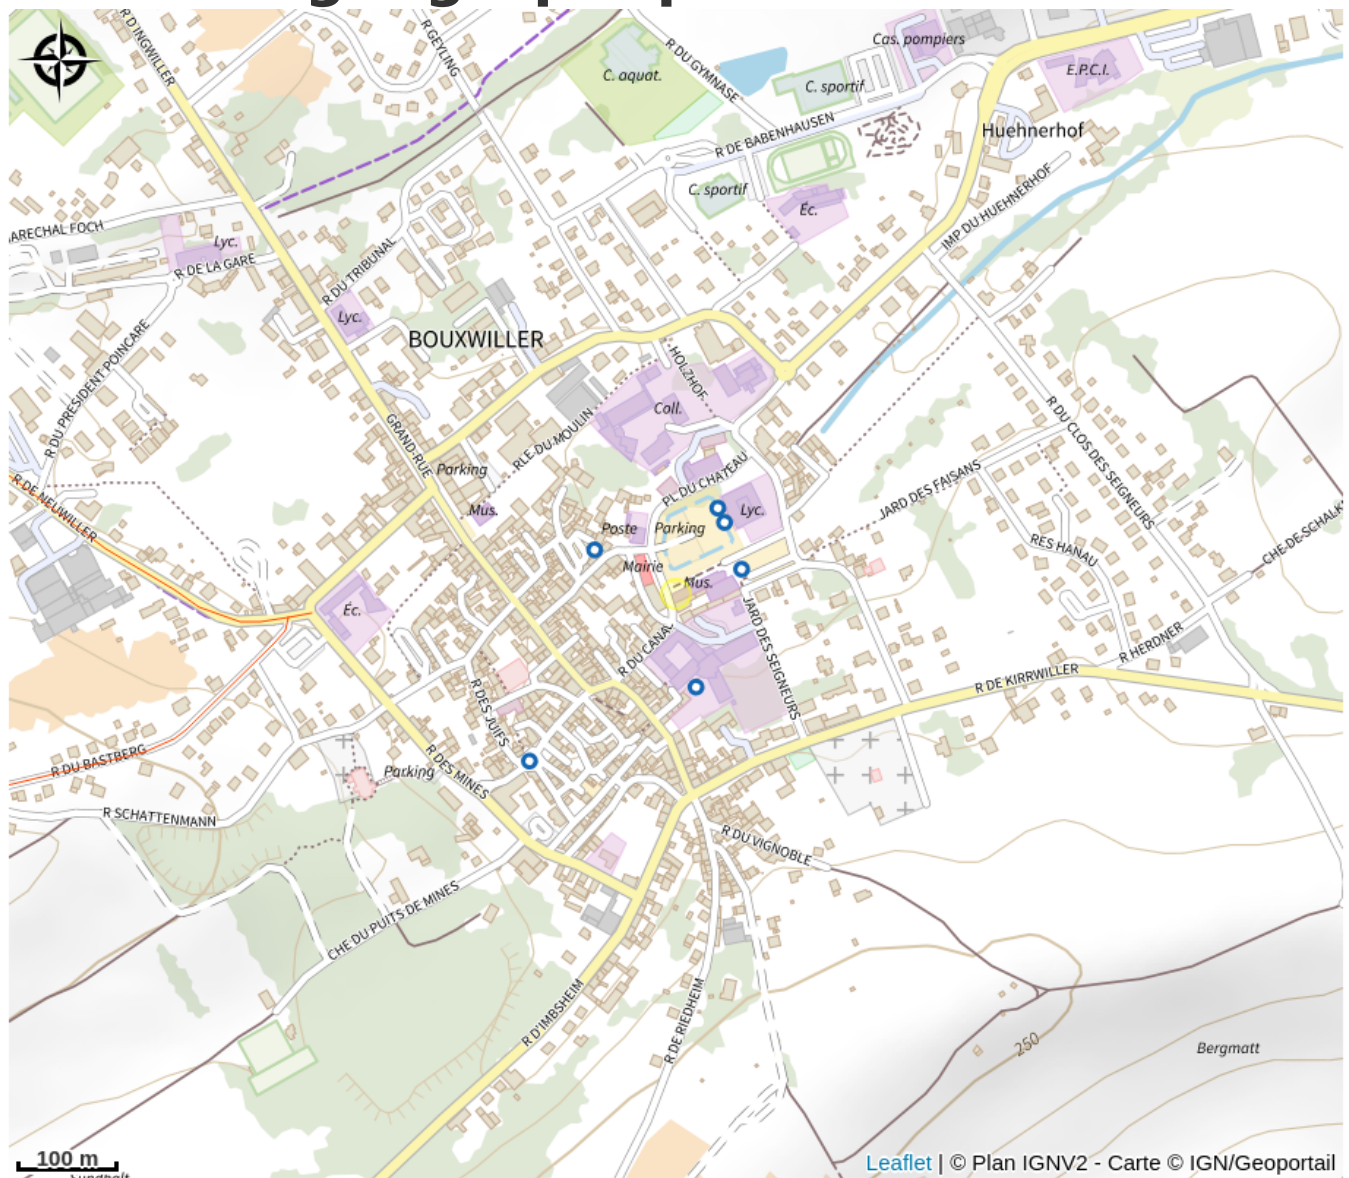 R D'INGWILLER
R GEYLING
C. aquat.
R DU GYMNASE
Cas. pompiers
C. sportif
E.P.C.I.
R DE BABENHAUSEN
Huehnerhof
C. sportif
Éc.
IMP DU HUEHNERHOF
ARECHAL FOCH
Lyc.
R DE LA GARE
R DU TRIBUNAL
Lyc.
BOUXWILLER
R DU PRESIDENT POINCARE
HOLZHOF
Coll.
GRAND-RUE
RLE-DU-MOULIN
R DU CLOS DES SEIGNEURS
Parking
PL DU CHATEAU
JARD DES FAISANS
R DE NEUWILLER
Mus.
Poste
Parking
Lyc.
CHE-DE-SCHALK
RES HANAU
Mairie
Mus.
Éc.
JARD DES SEIGNEURS
R DU CANAL
R HERDNER
R DE KIRRWILLER
R DES JUIFS
R DU BASTBERG
Parking
R DES MINES
R SCHATTENMANN
R DU VIGNOBLE
CHE DU PUITS DE MINES
R D'IMBSHEIM
R DE RIEDHEIM
250
Bergmatt
100 m
Leaflet | © Plan IGNV2 - Carte © IGN/Geoportail